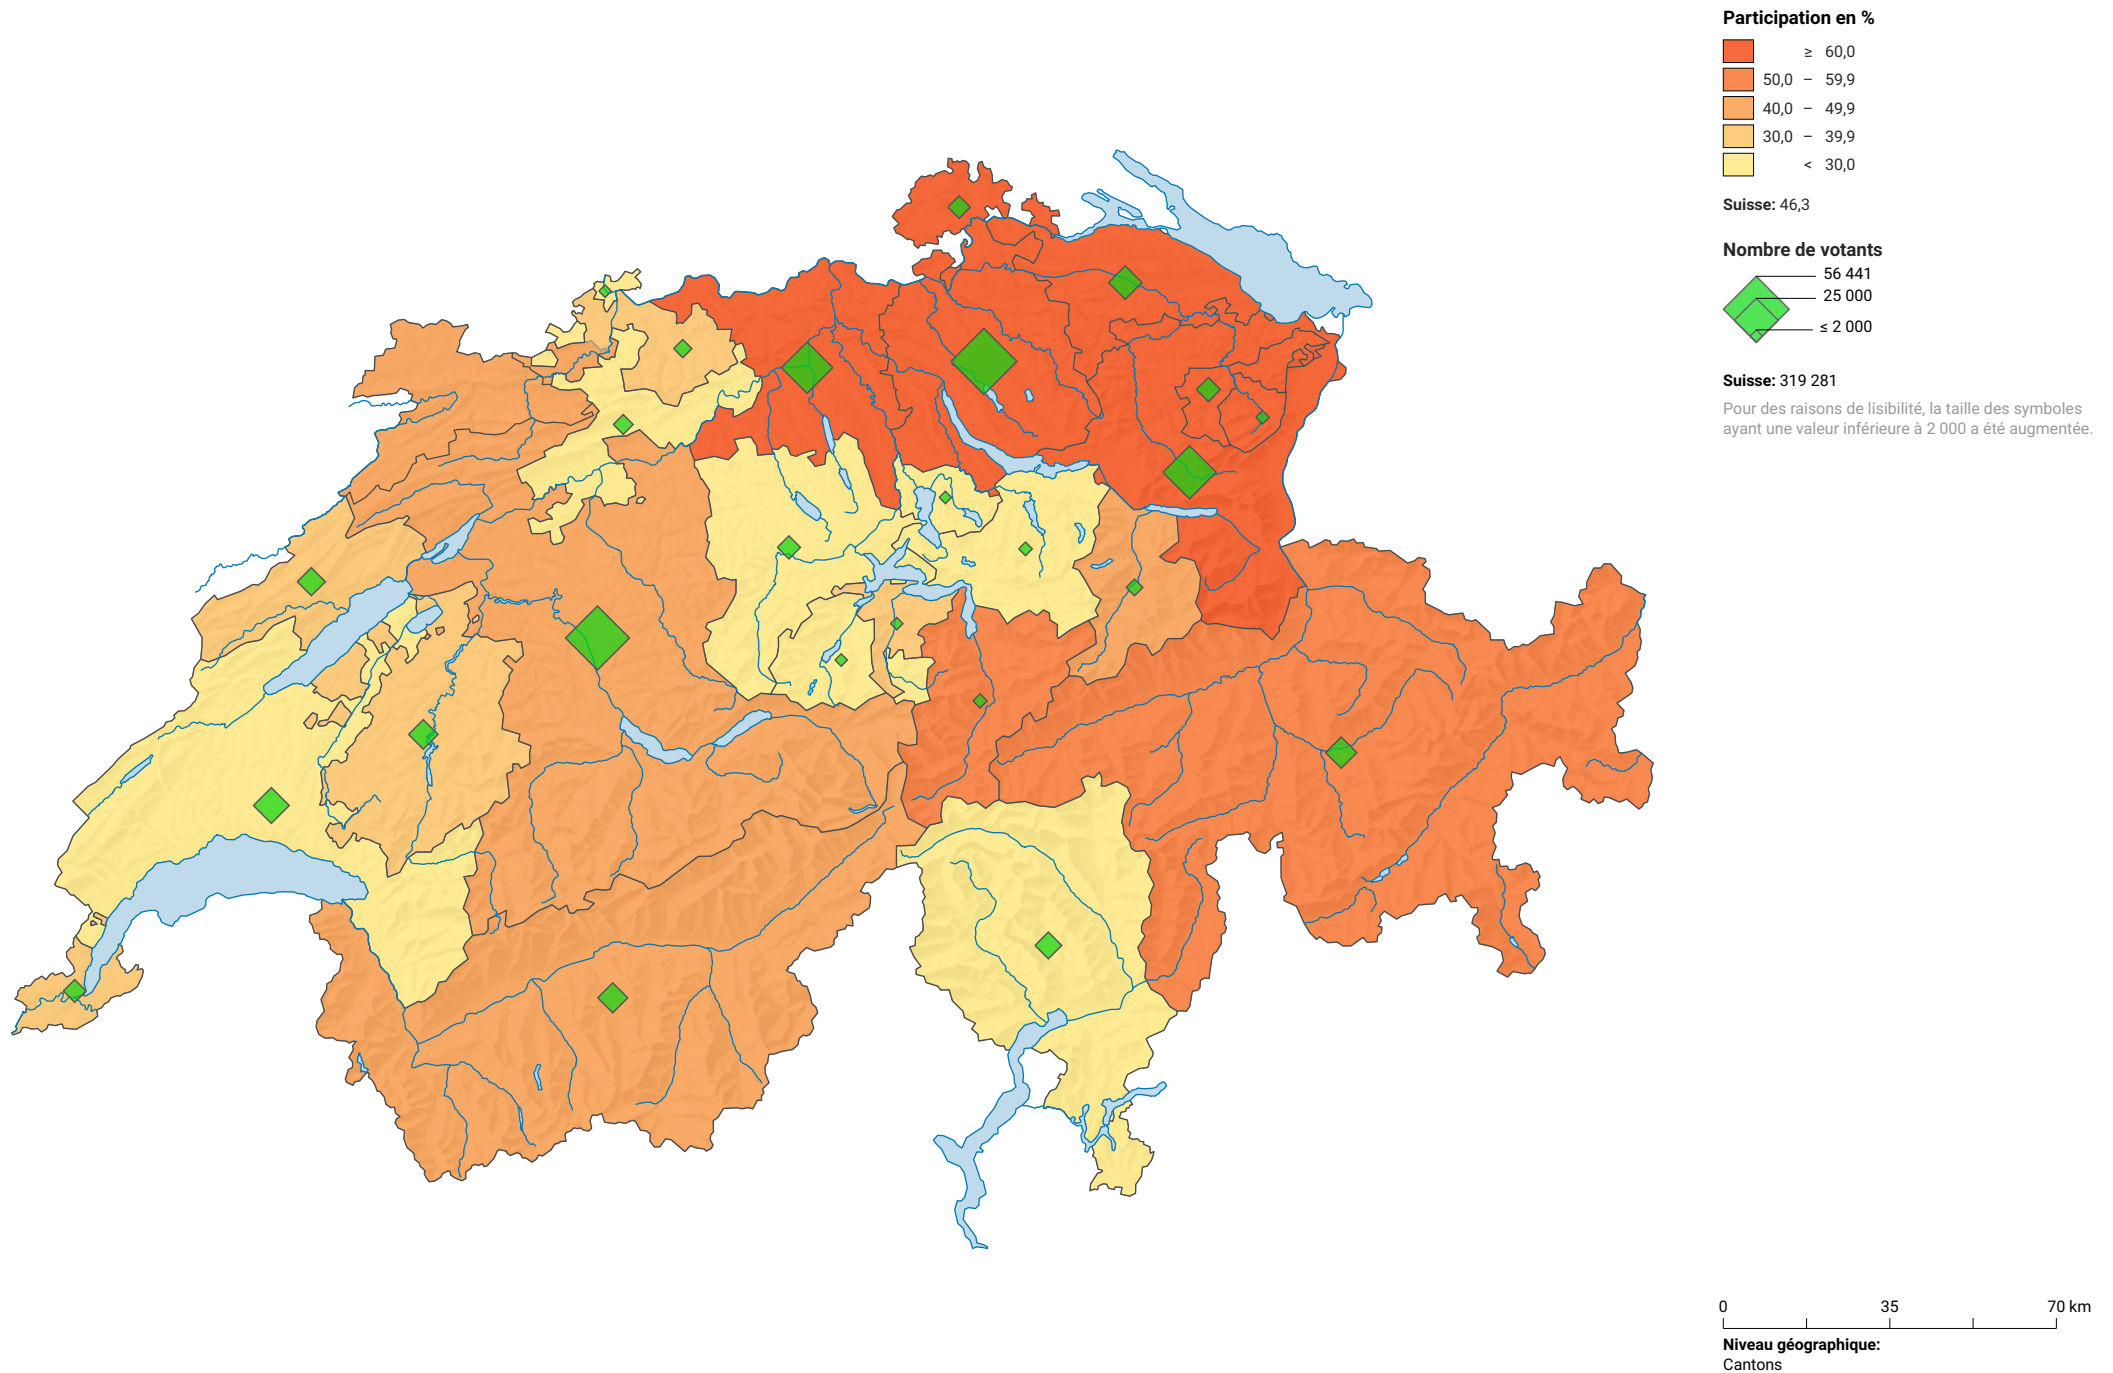 Participation en %
≥ 60,0
50,0 – 59,9
40,0 – 49,9
30,0 – 39,9
< 30,0
Suisse: 46,3
Nombre de votants
56 441
25 000
≤ 2 000
Suisse: 319 281
Pour des raisons de lisibilité, la taille des symboles
ayant une valeur inférieure à 2 000 a été augmentée.
0 35 70 km
Niveau géographique:
Cantons